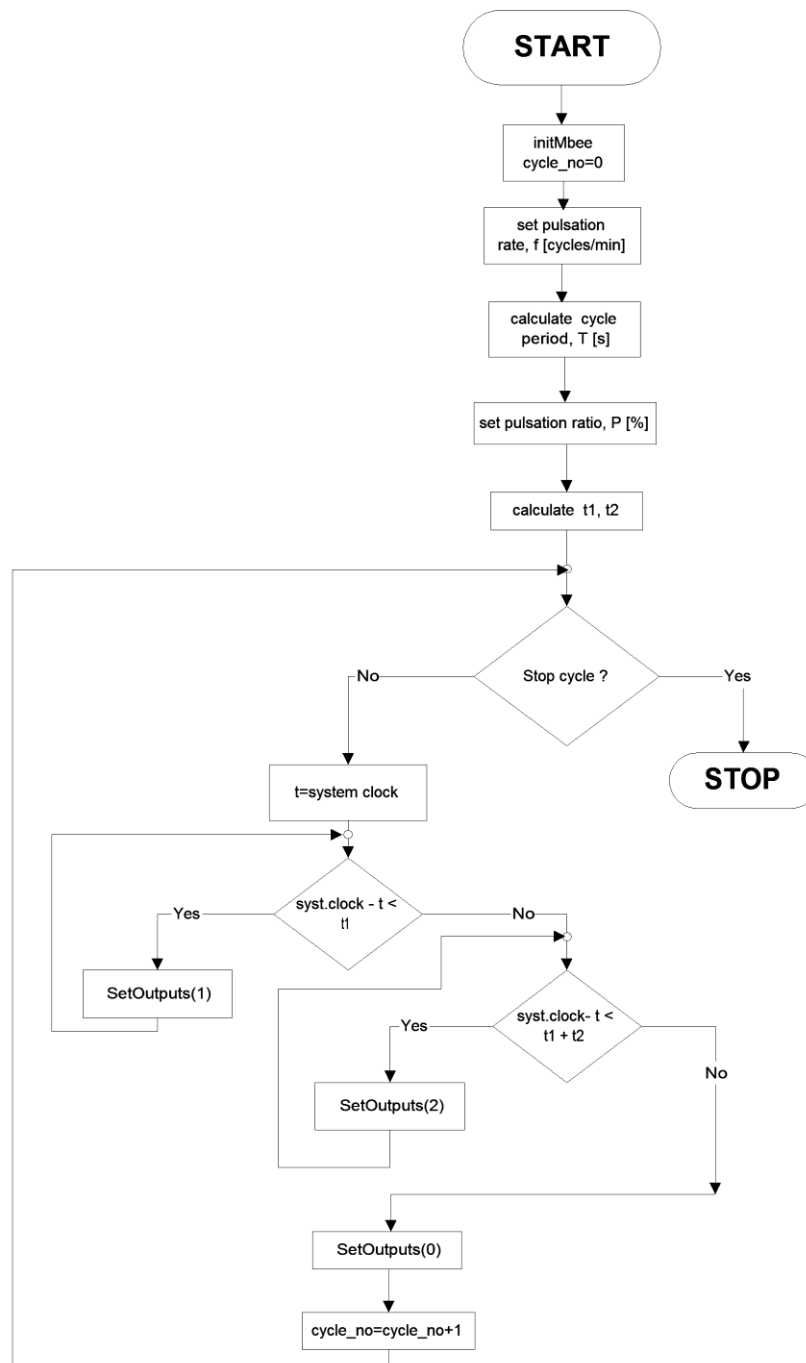 START
initMbee
cycle_no=0
set pulsation
rate, f [cycles/min]
calculate cycle
period, T [s]
set pulsation ratio, P [%]
calculate t1, t2
Stop cycle ?
No
Yes
STOP
t=system clock
syst.clock - t <
t1
Yes
No
SetOutputs(1)
syst.clock- t <
t1 + t2
Yes
No
SetOutputs(2)
SetOutputs(0)
cycle_no=cycle_no+1